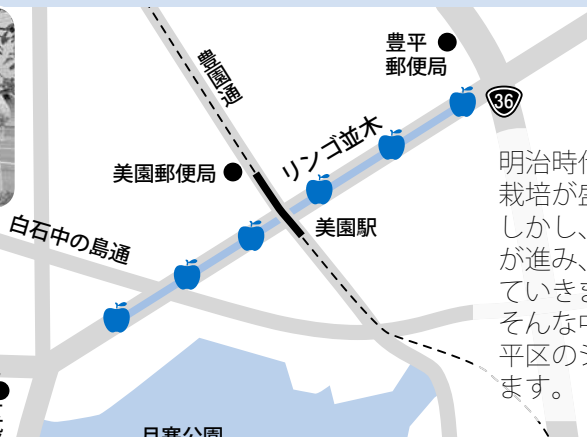 豊平
郵便局
豊園通
36
リンゴ並木
美園郵便局
美園駅
白石中の島通
明治時
栽培が
しかし、
が進み、
ていきま
そんな中
平区の
ます。
月寒公園